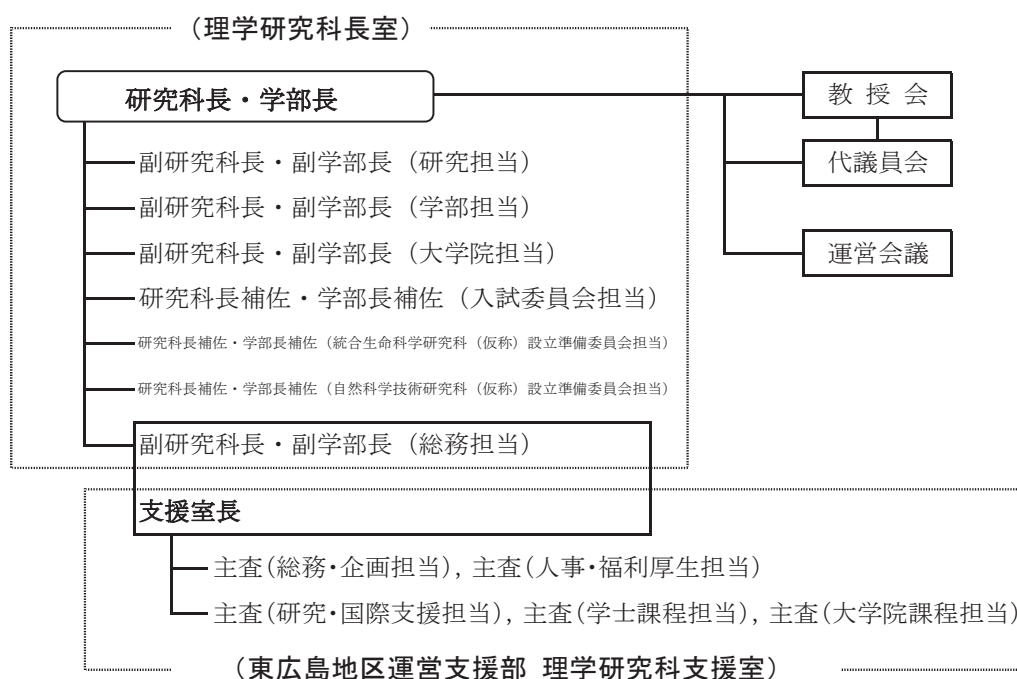 （理学研究科長室）
研究科長・学部長
教 授 会
副研究科長・副学部長（研究担当）
代議員会
副研究科長・副学部長（学部担当）
副研究科長・副学部長（大学院担当）
運営会議
研究科長補佐・学部長補佐（入試委員会担当）
研究科長補佐・学部長補佐（統合生命科学研究科（仮称）設立準備委員会担当）
研究科長補佐・学部長補佐（自然科学技術研究科（仮称）設立準備委員会担当）
副研究科長・副学部長（総務担当）
支援室長
主査(総務・企画担当), 主査(人事・福利厚生担当)
主査(研究・国際支援担当), 主査(学士課程担当), 主査(大学院課程担当)
（東広島地区運営支援部 理学研究科支援室）